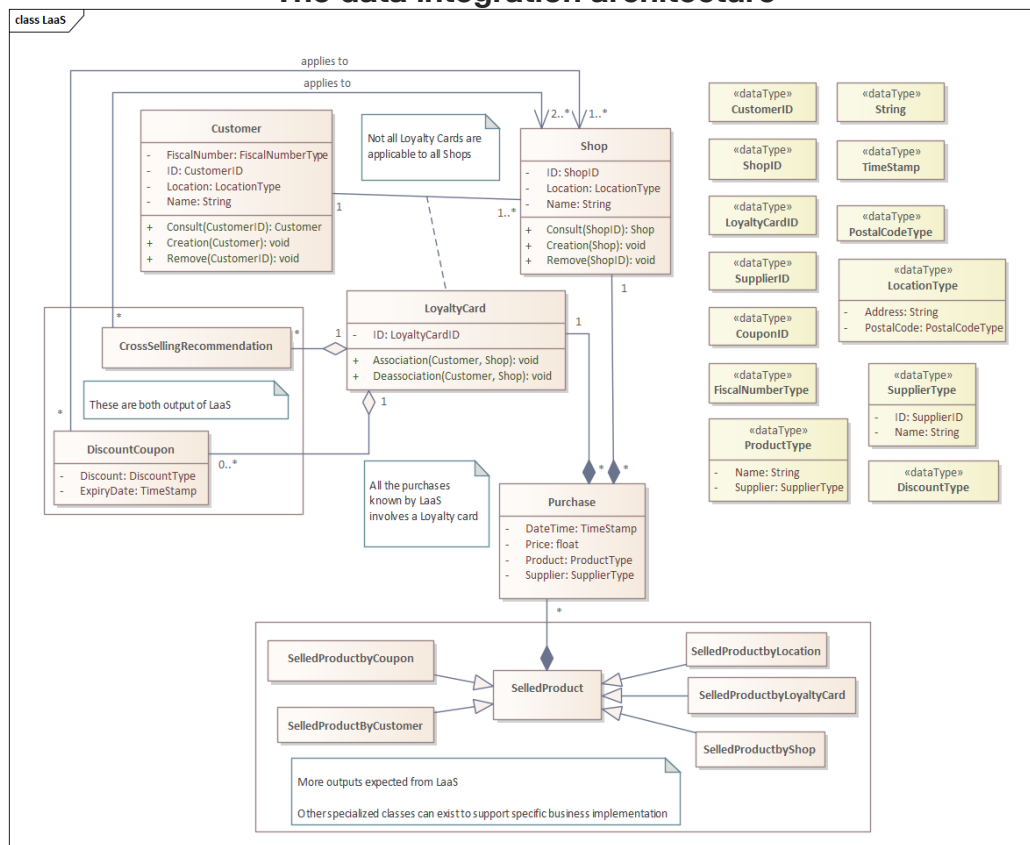 The data integration architecture
class LaaS
applies to
applies to
2..*
1..*
Customer
- FiscalNumber: FiscalNumberType
- ID: CustomerID
- Location: LocationType
- Name: String
+ Consult(CustomerID): Customer
+ Creation(Customer): void
+ Remove(CustomerID): void
Not all Loyalty Cards are
applicable to all Shops
Shop
- ID: ShopID
- Location: LocationType
- Name: String
+ Consult(ShopID): Shop
+ Creation(Shop): void
+ Remove(ShopID): void
1
1..*
1
LoyaltyCard
- ID: LoyaltyCardID
+ Association(Customer, Shop): void
+ Deassociation(Customer, Shop): void
1
1
1
*
*
CrossSellingRecommendation
These are both output of LaaS
*
DiscountCoupon
- Discount: DiscountType
- ExpiryDate: TimeStamp
0..*
All the purchases
known by LaaS
involves a Loyalty card
*
*
Purchase
- DateTime: TimeStamp
- Price: float
- Product: ProductType
- Supplier: SupplierType
*
SelledProductbyCoupon
SelledProductByCustomer
SelledProduct
SelledProductbyLocation
SelledProductbyLoyaltyCard
SelledProductbyShop
More outputs expected from LaaS
Other specialized classes can exist to support specific business implementation
«dataType»
CustomerID
«dataType»
String
«dataType»
ShopID
«dataType»
TimeStamp
«dataType»
LoyaltyCardID
«dataType»
PostalCodeType
«dataType»
SupplierID
«dataType»
LocationType
- Address: String
- PostalCode: PostalCodeType
«dataType»
CouponID
«dataType»
FiscalNumberType
«dataType»
SupplierType
- ID: SupplierID
- Name: String
«dataType»
ProductType
- Name: String
- Supplier: SupplierType
«dataType»
DiscountType